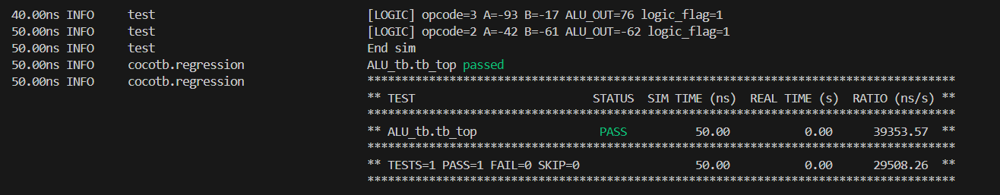 40.00ns INFO     test                               [LOGIC] opcode=3 A=-93 B=-17 ALU_OUT=76 logic_flag=1
50.00ns INFO     test                               [LOGIC] opcode=2 A=-42 B=-61 ALU_OUT=-62 logic_flag=1
50.00ns INFO     test                               End sim
50.00ns INFO     cocotb.regression                  ALU_tb.tb_top passed
50.00ns INFO     cocotb.regression                  **************************************************************************************
** TEST                          STATUS  SIM TIME (ns)  REAL TIME (s)  RATIO (ns/s) **
**************************************************************************************
** ALU_tb.tb_top                  PASS          50.00           0.00      39353.57  **
**************************************************************************************
** TESTS=1 PASS=1 FAIL=0 SKIP=0                 50.00           0.00      29508.26  **
**************************************************************************************